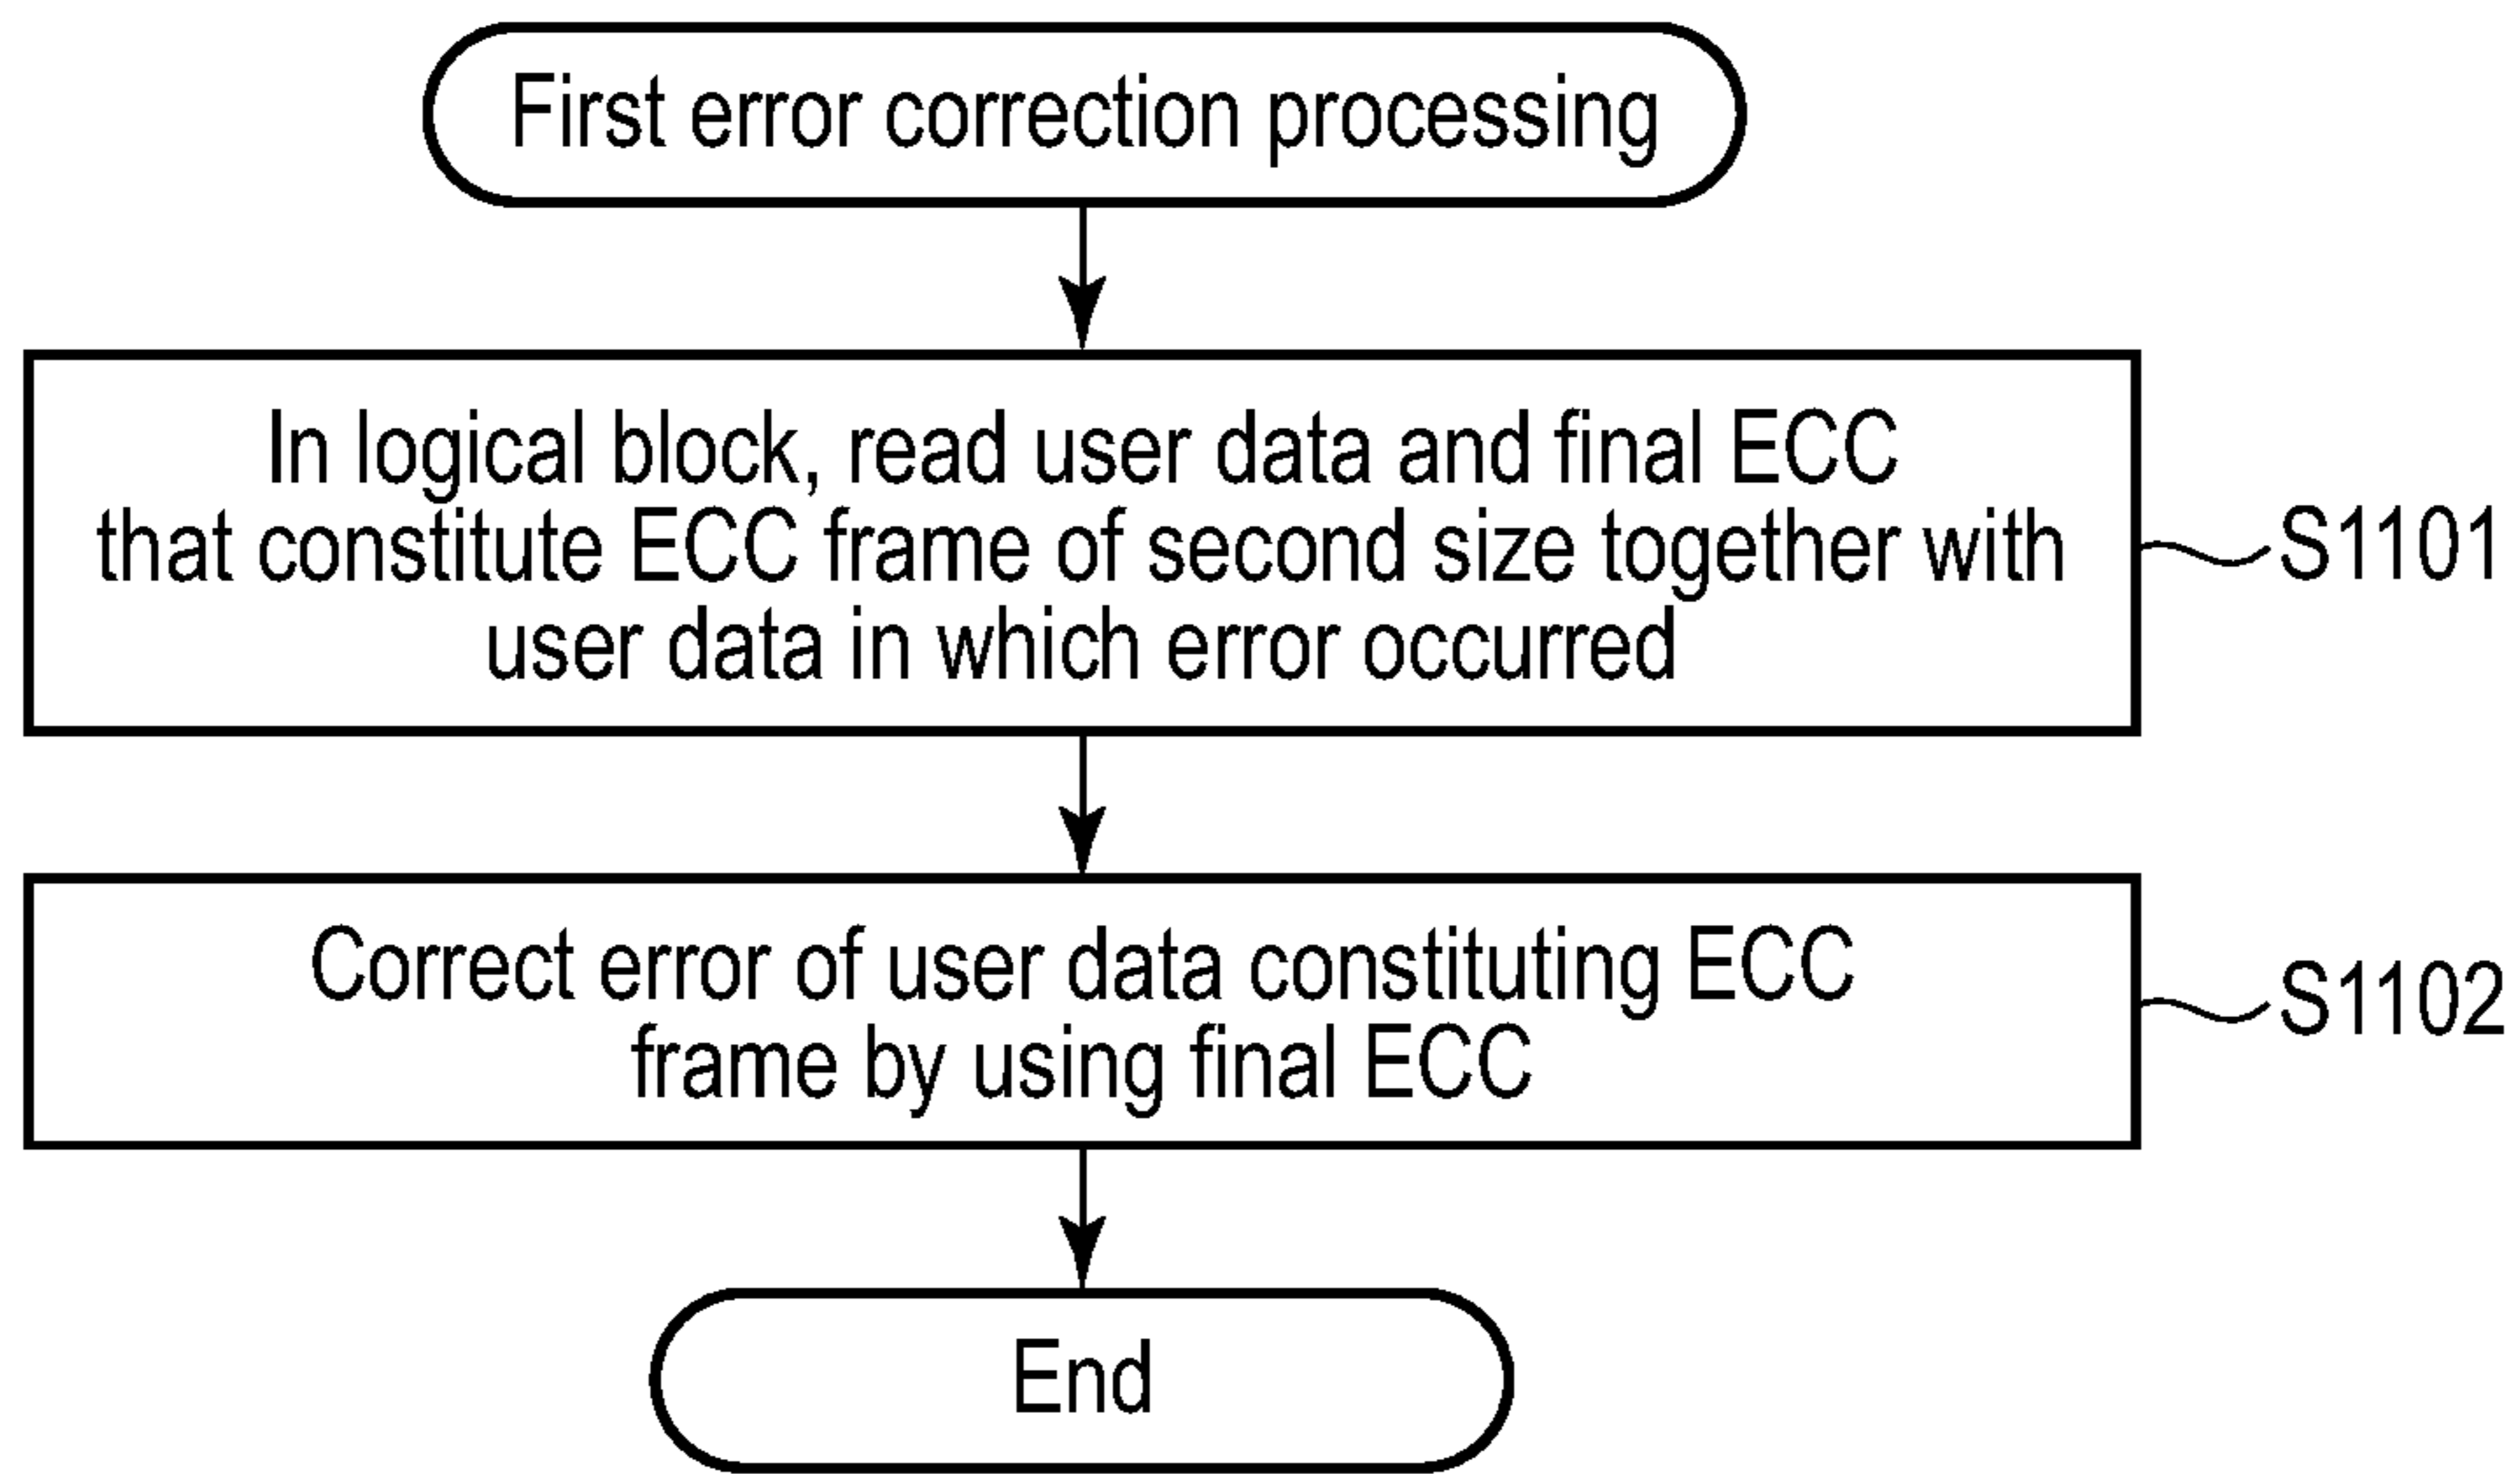 First error correction processing
In logical block, read user data and final ECC
that constitute ECC frame of second size together with
user data in which error occurred
S1101
Correct error of user data constituting ECC
frame by using final ECC
S1102
End